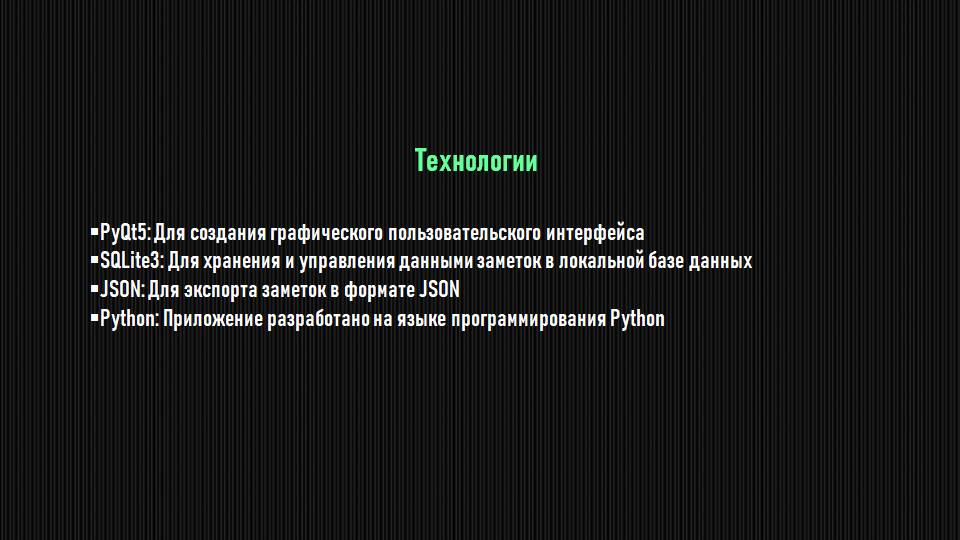 Технологии
▪PyQt5: Для создания графического пользовательского интерфейса
▪SQLite3: Для хранения и управления данными заметок в локальной базе данных
▪JSON: Для экспорта заметок в формате JSON
▪Python: Приложение разработано на языке программирования Python